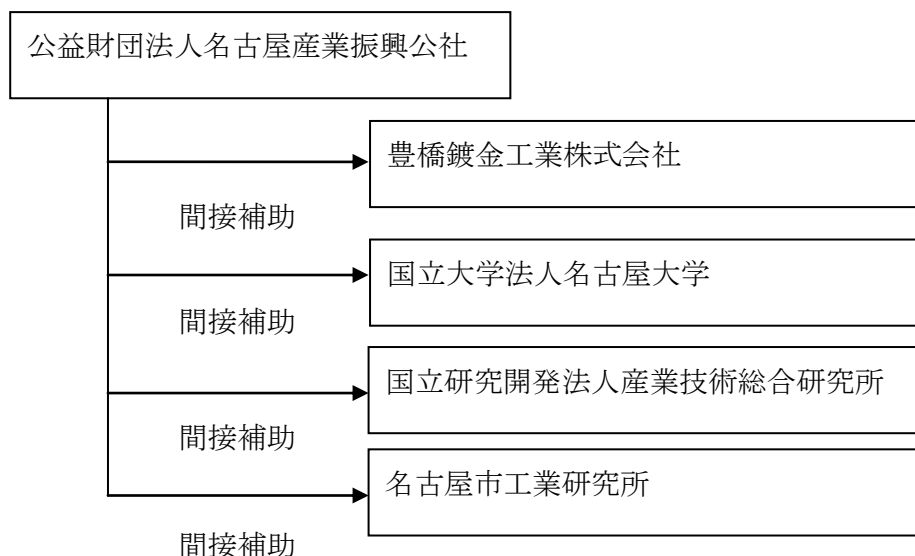 公益財団法人名古屋産業振興公社
豊橋鍍金工業株式会社
間接補助
国立大学法人名古屋大学
間接補助
国立研究開発法人産業技術総合研究所
間接補助
名古屋市工業研究所
間接補助